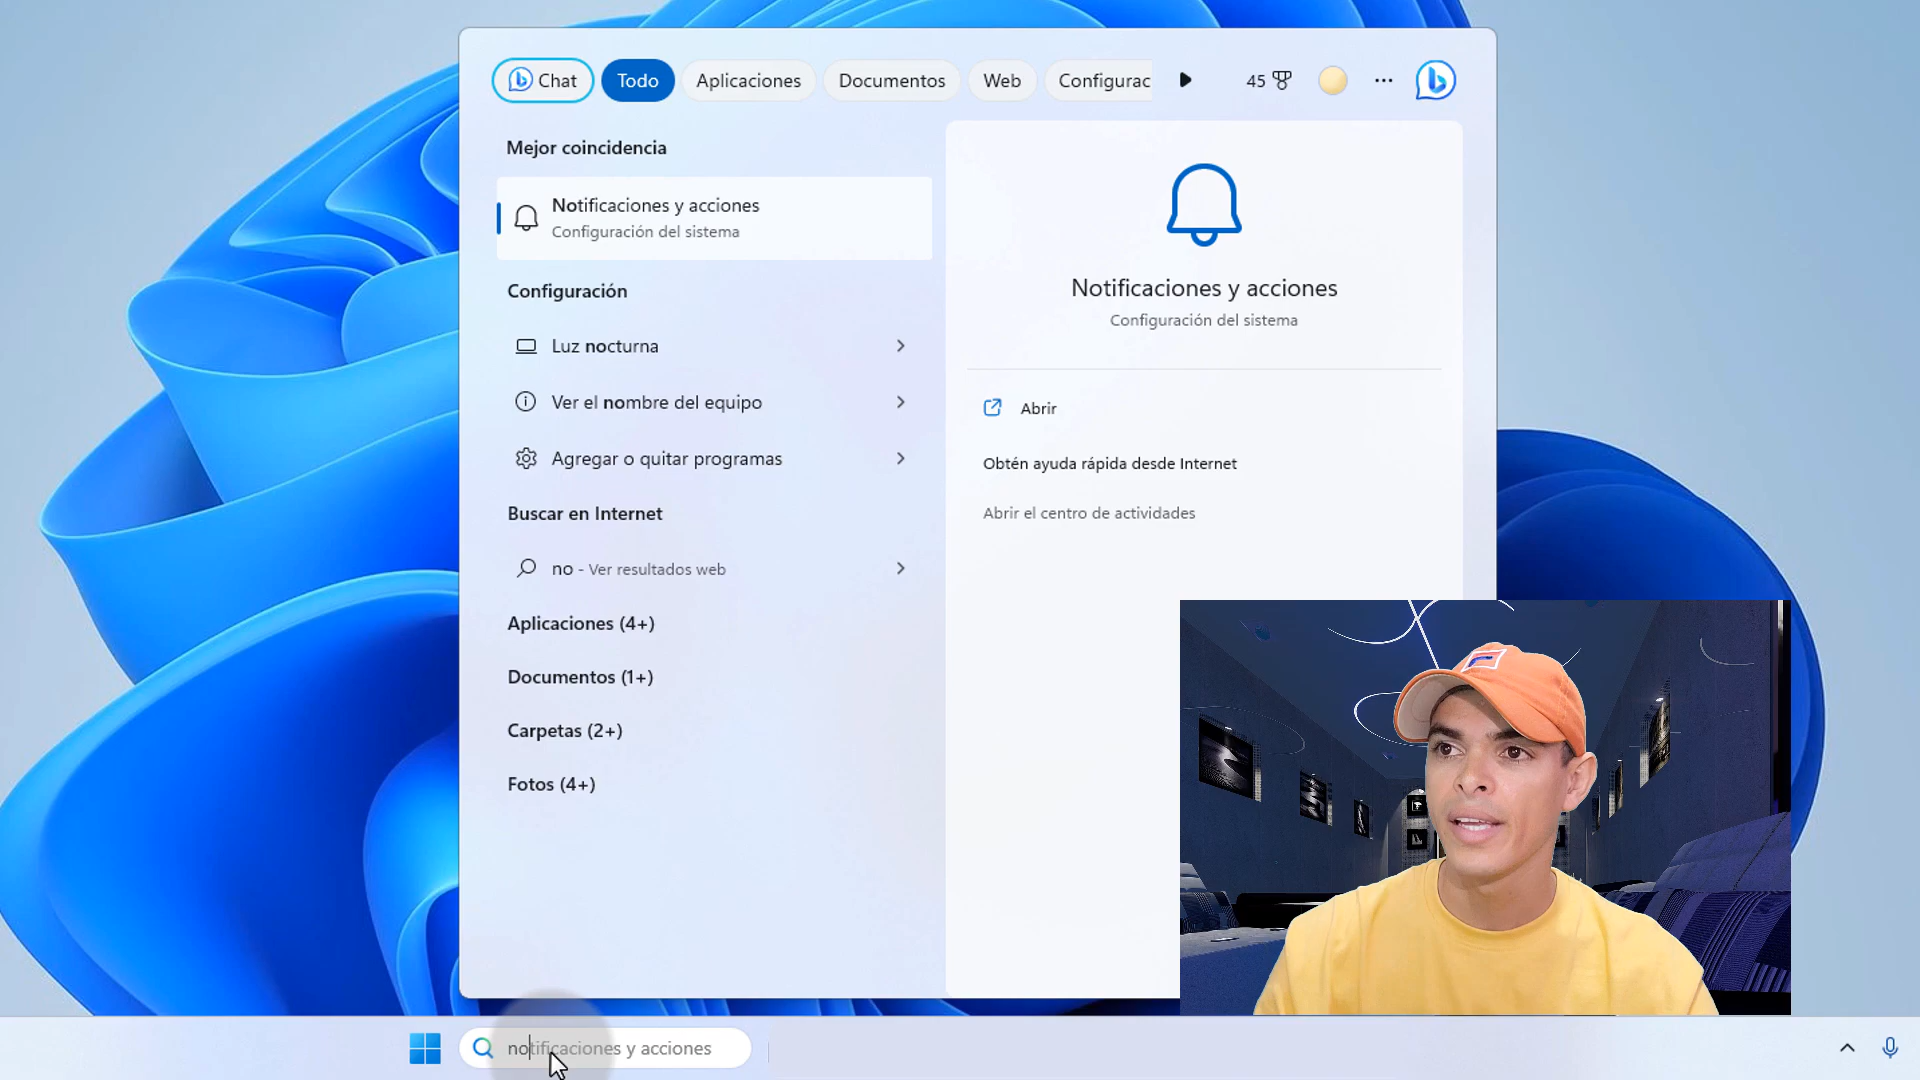 Chat
Todo
Aplicaciones
Documentos
Web
Configurac
45
Mejor coincidencia
Notificaciones y acciones
Configuración del sistema
Configuración
Luz nocturna
Ver el nombre del equipo
Agregar o quitar programas
Buscar en Internet
no - Ver resultados web
Aplicaciones (4+)
Documentos (1+)
Carpetas (2+)
Fotos (4+)
Notificaciones y acciones
Configuración del sistema
Abrir
Obtén ayuda rápida desde Internet
Abrir el centro de actividades
notificaciones y acciones